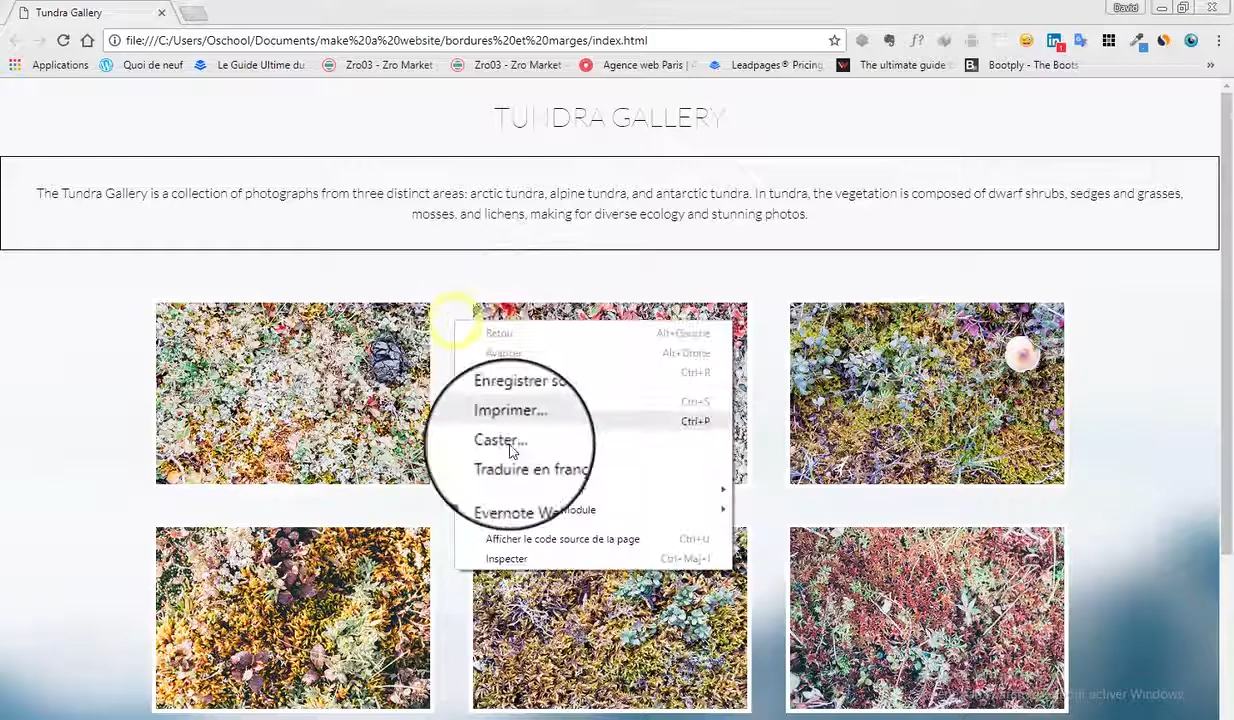 Tundra Gallery
David
file:///C:/Users/Oschool/Documents/make%20a%20website/bordures%20et%20marges/index.html
Applications Quoi de neuf Le Guide Ultime du Zro03 - Zro Market Zro03 - Zro Market Agence web Paris | Leadpages® Pricing The ultimate guide Bootply - The Boots
TUNDRA GALLERY
The Tundra Gallery is a collection of photographs from three distinct areas: arctic tundra, alpine tundra, and antarctic tundra. In tundra, the vegetation is composed of dwarf shrubs, sedges and grasses,
mosses, and lichens, making for diverse ecology and stunning photos.
Retou Alt+Gauche
Avancer Alt+Droite
Ctrl+R
Enregistrer so Ctrl+S
Imprimer... Ctrl+P
Caster...
Traduire en franç
Evernote We module
Afficher le code source de la page Ctrl+U
Inspecter Ctrl+Maj+I
activer Windows.